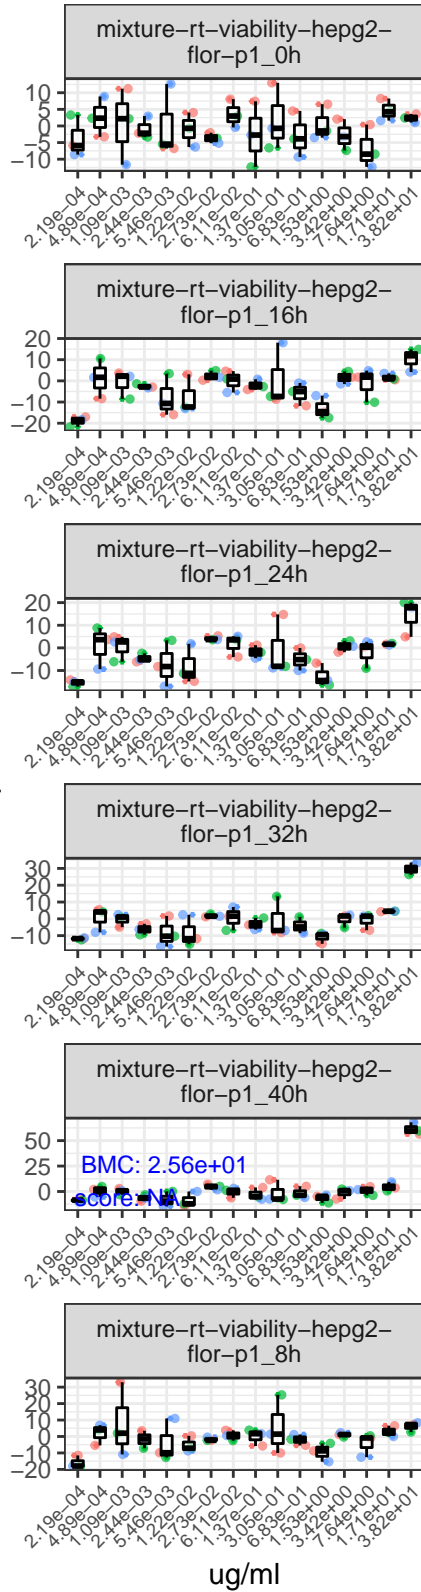 mixture−rt−viability−hepg2−
flor−p1_0h
10
5
0
−5
−10
2.19e−04
4.89e−04
1.09e−03
2.44e−03
5.46e−03
1.22e−02
2.73e−02
6.11e−02
1.37e−01
3.05e−01
6.83e−01
1.53e+00
3.42e+00
7.64e+00
1.71e+01
3.82e+01
mixture−rt−viability−hepg2−
flor−p1_16h
20
10
0
−10
−20
2.19e−04
4.89e−04
1.09e−03
2.44e−03
5.46e−03
1.22e−02
2.73e−02
6.11e−02
1.37e−01
3.05e−01
6.83e−01
1.53e+00
3.42e+00
7.64e+00
1.71e+01
3.82e+01
mixture−rt−viability−hepg2−
flor−p1_24h
20
10
0
−10
2.19e−04
4.89e−04
1.09e−03
2.44e−03
5.46e−03
1.22e−02
2.73e−02
6.11e−02
1.37e−01
3.05e−01
6.83e−01
1.53e+00
3.42e+00
7.64e+00
1.71e+01
3.82e+01
mixture−rt−viability−hepg2−
flor−p1_32h
30
20
10
0
−10
2.19e−04
4.89e−04
1.09e−03
2.44e−03
5.46e−03
1.22e−02
2.73e−02
6.11e−02
1.37e−01
3.05e−01
6.83e−01
1.53e+00
3.42e+00
7.64e+00
1.71e+01
3.82e+01
mixture−rt−viability−hepg2−
flor−p1_40h
50
25
0
BMC: 2.56e+01
score: NA
2.19e−04
4.89e−04
1.09e−03
2.44e−03
5.46e−03
1.22e−02
2.73e−02
6.11e−02
1.37e−01
3.05e−01
6.83e−01
1.53e+00
3.42e+00
7.64e+00
1.71e+01
3.82e+01
mixture−rt−viability−hepg2−
flor−p1_8h
30
20
10
0
−10
−20
2.19e−04
4.89e−04
1.09e−03
2.44e−03
5.46e−03
1.22e−02
2.73e−02
6.11e−02
1.37e−01
3.05e−01
6.83e−01
1.53e+00
3.42e+00
7.64e+00
1.71e+01
3.82e+01
ug/ml